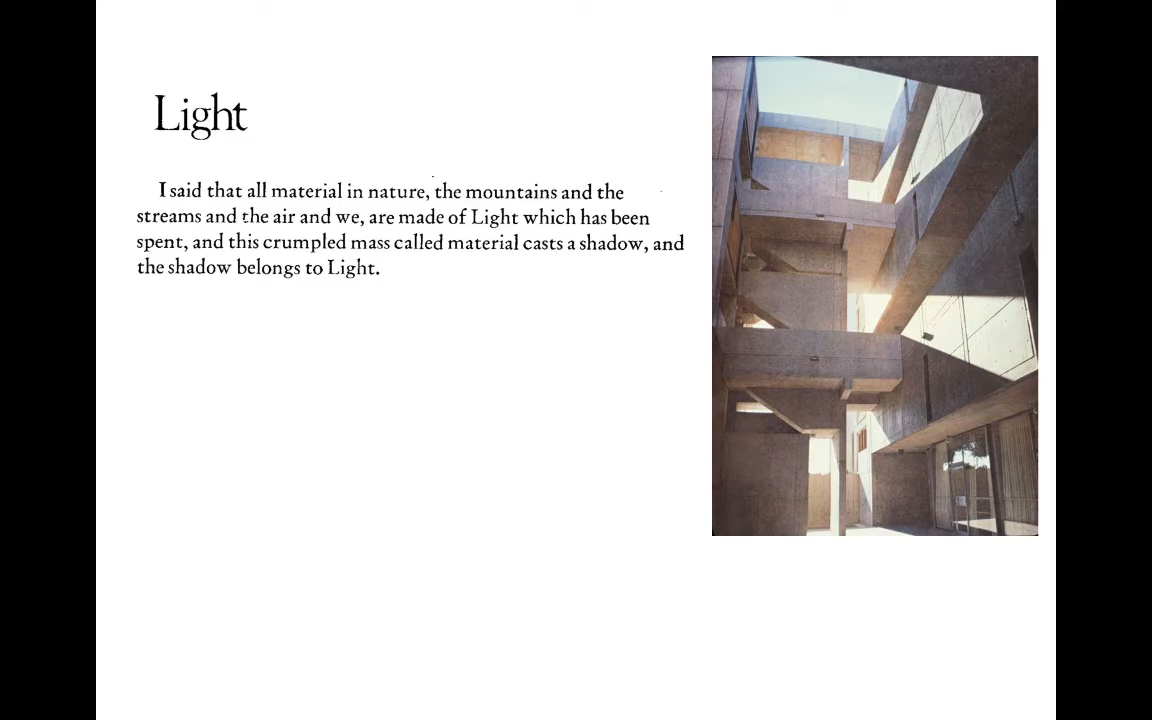 Light
I said that all material in nature, the mountains and the
streams and the air and we, are made of Light which has been
spent, and this crumpled mass called material casts a shadow, and
the shadow belongs to Light.